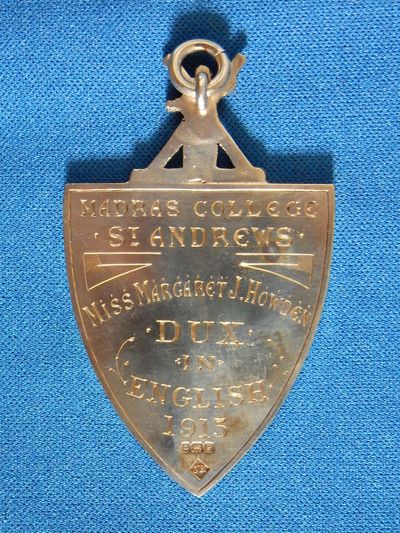 MADRAS COLLEGE
· ST ANDREWS ·
MISS MARGARET J. HOWDEN
· DUX ·
· IN ·
ENGLISH
1915